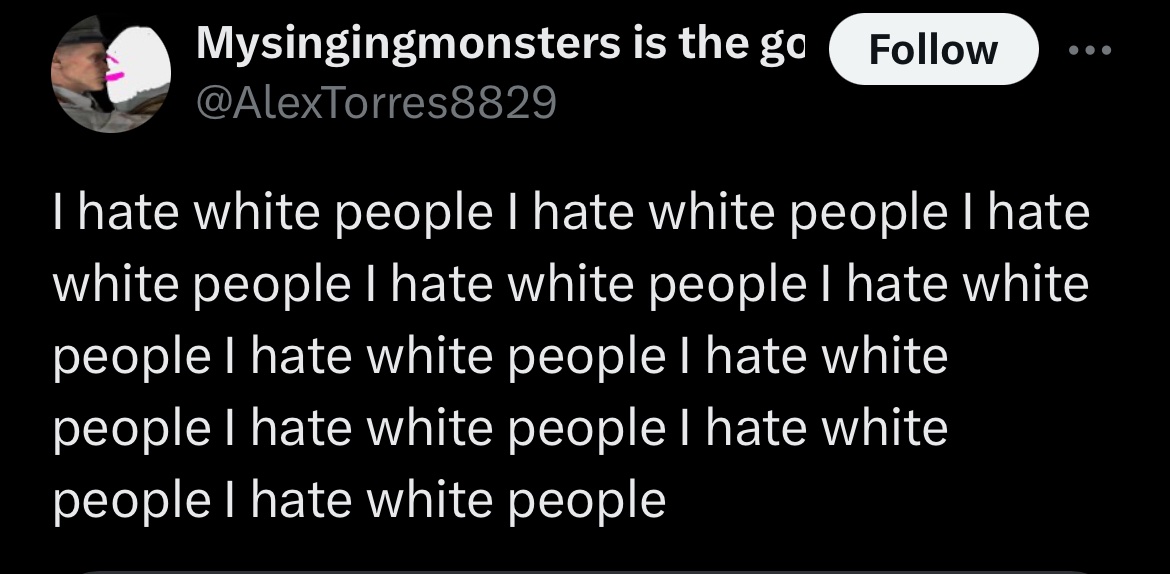 Mysingingmonsters is the go
Follow
@AlexTorres8829
I hate white people I hate white people I hate
white people I hate white people I hate white
people I hate white people I hate white
people I hate white people I hate white
people I hate white people